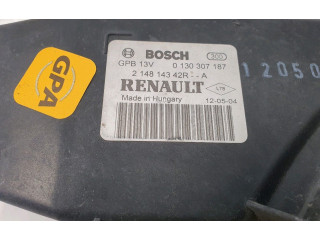 BOSCH
GPB 13V 0 130 307 167
2 148 143 42R - - A
RENAULT
Made in Hungary 12-05-04
GPA
12050